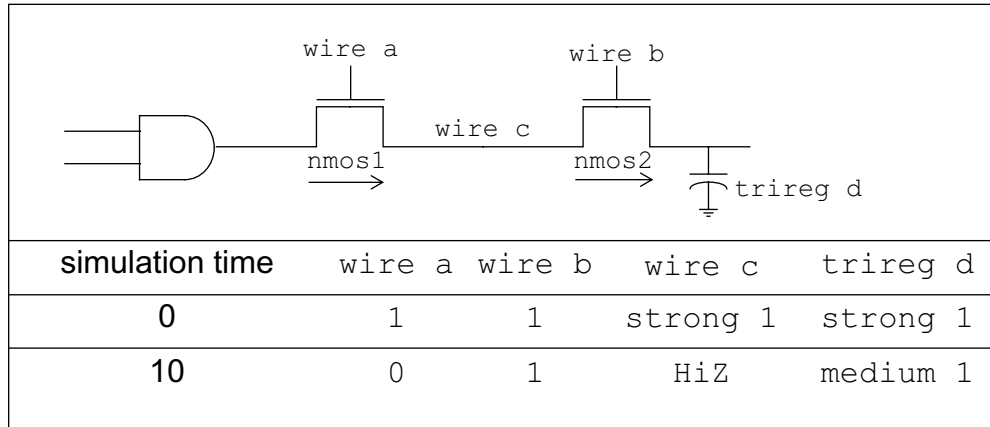 wire a
wire b
wire c
nmos1
nmos2
trireg d
simulation time wire a wire b wire c trireg d
0 1 1 strong 1 strong 1
10 0 1 HiZ medium 1